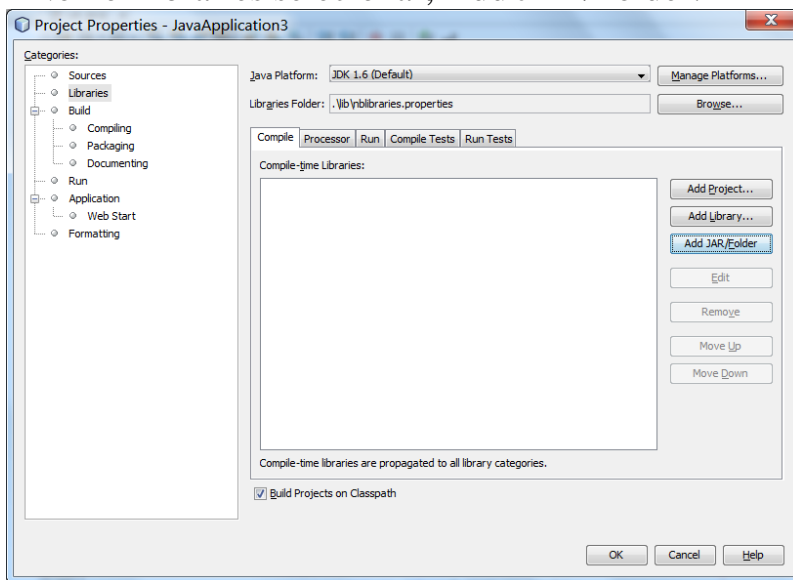 Project Properties - JavaApplication3
Categories:
Sources
Libraries
Build
Compiling
Packaging
Documenting
Run
Application
Web Start
Formatting
Java Platform: JDK 1.6 (Default) Manage Platforms...
Libraries Folder: .\lib\nblibraries.properties Browse...
Compile Processor Run Compile Tests Run Tests
Compile-time Libraries:
Add Project...
Add Library...
Add JAR/Folder
Edit
Remove
Move Up
Move Down
Compile-time libraries are propagated to all library categories.
Build Projects on Classpath
OK Cancel Help